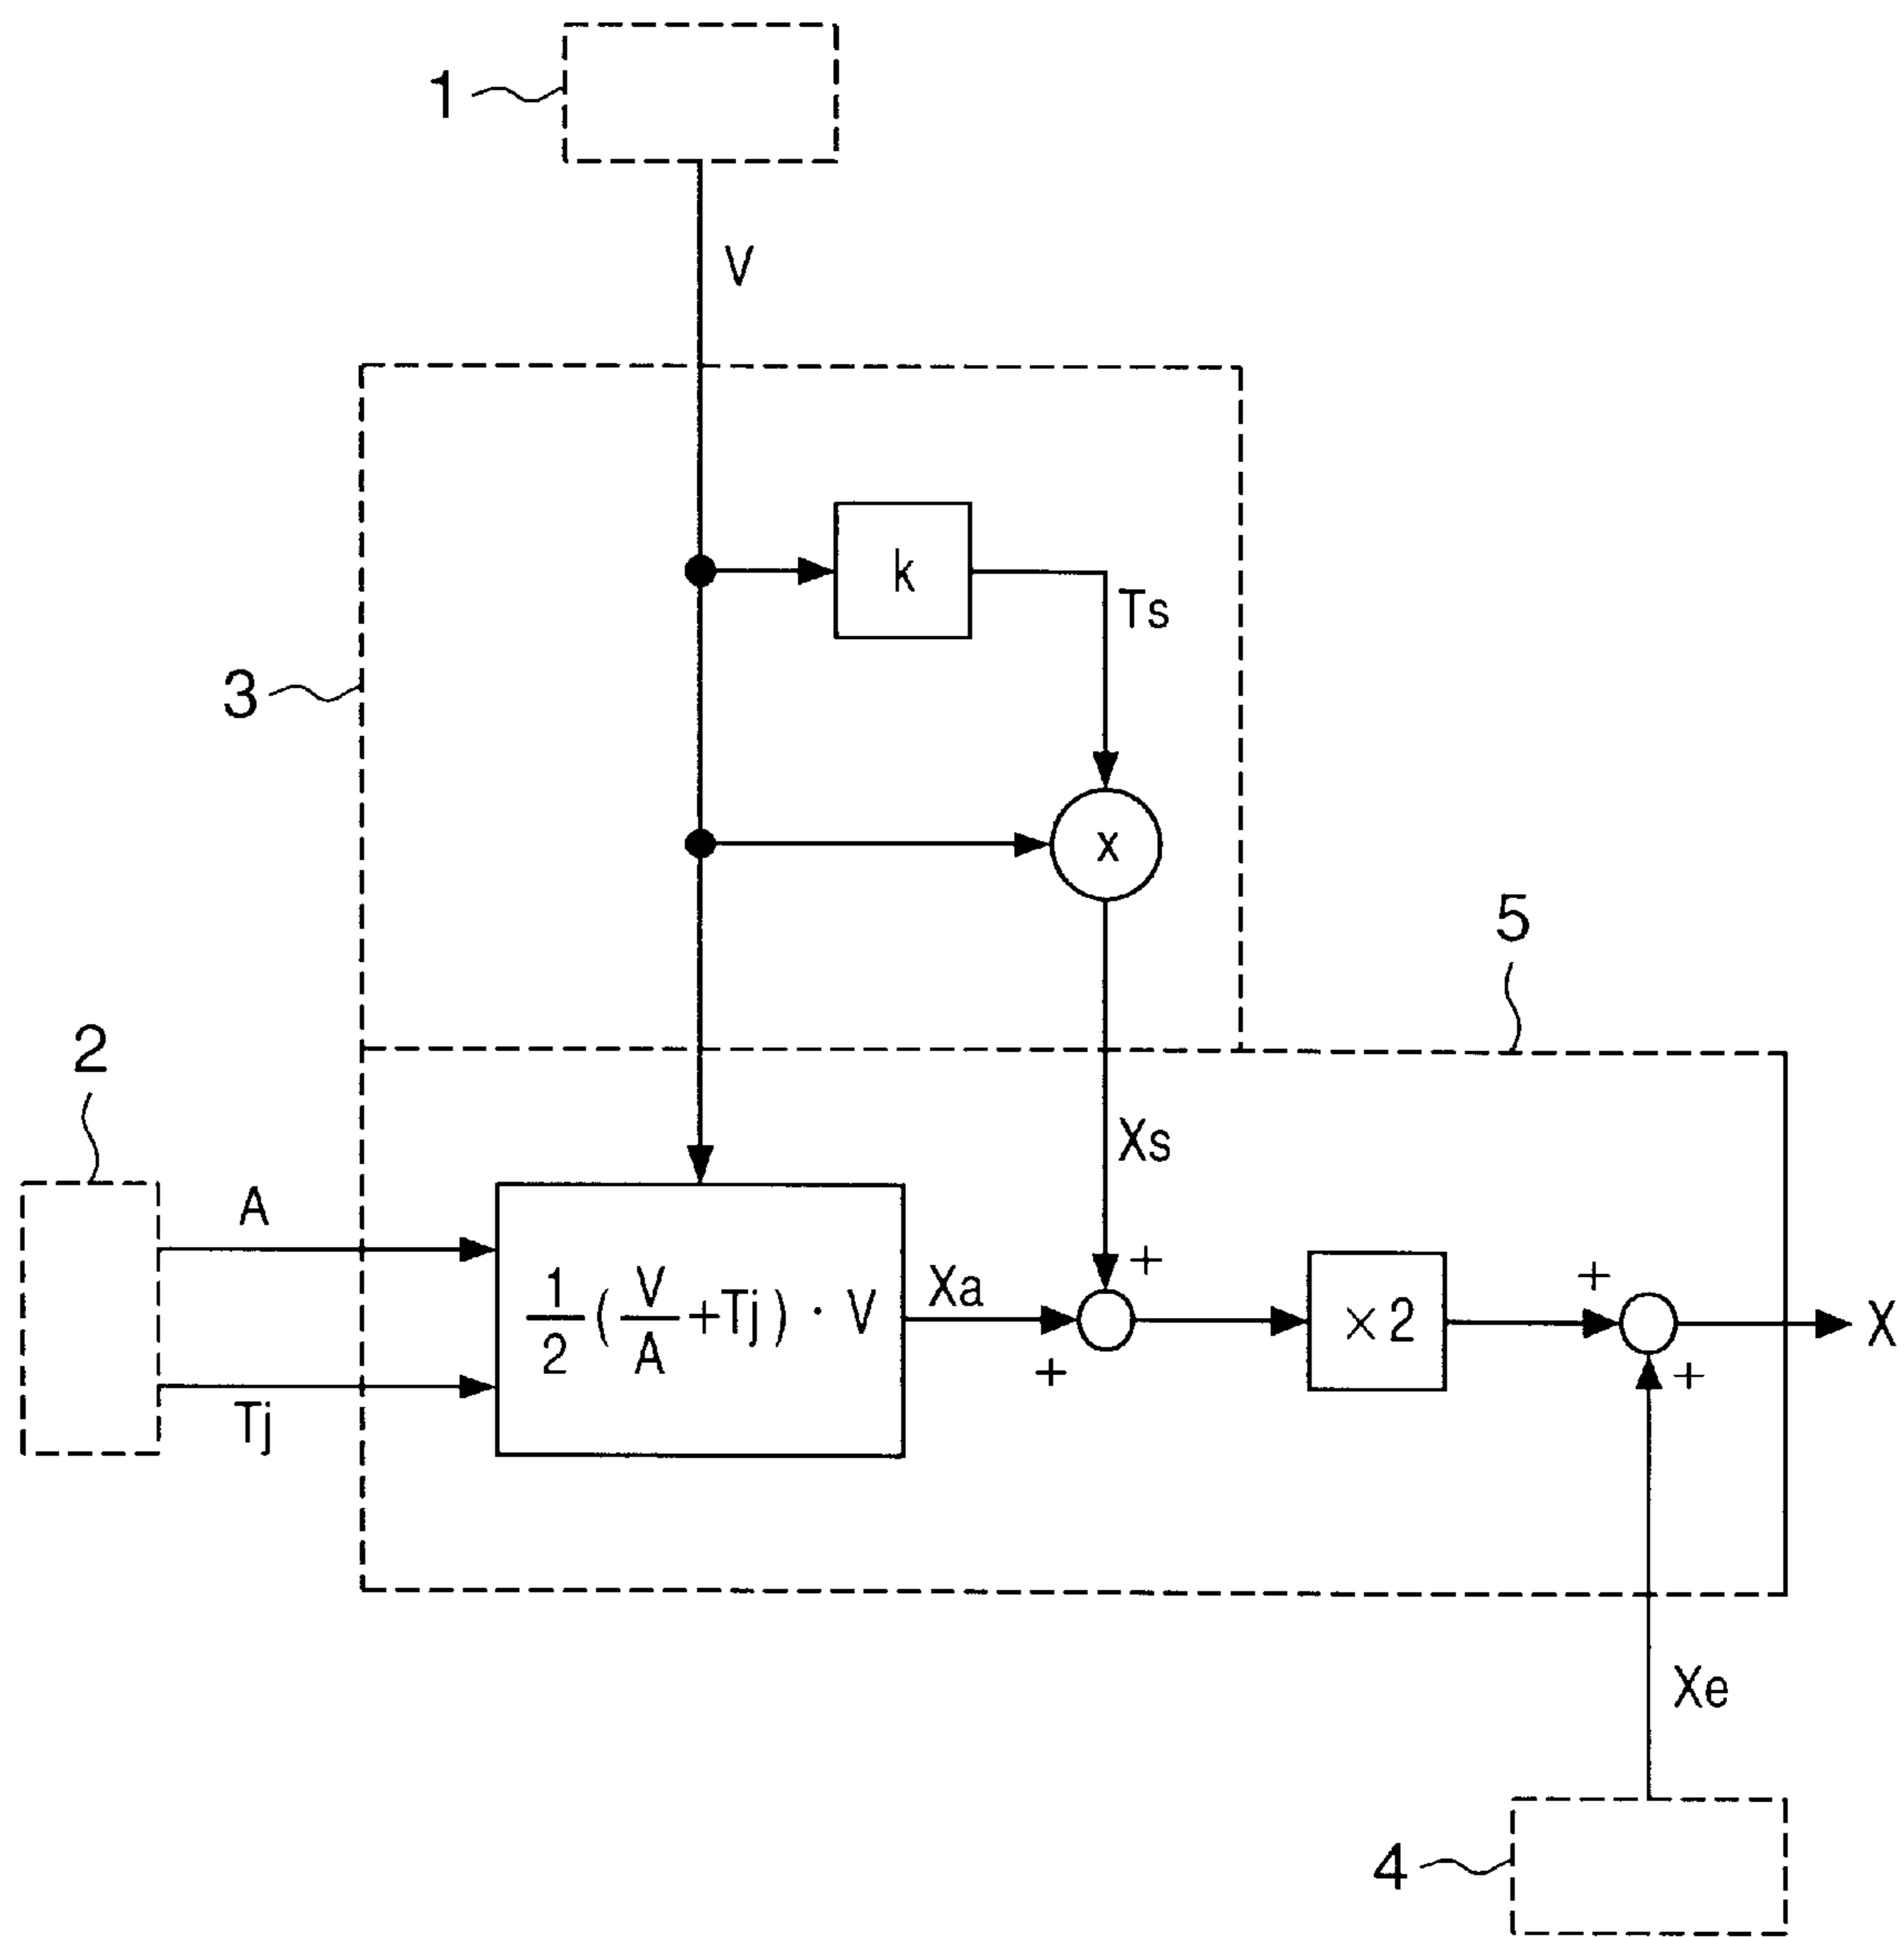 1
V
k
Ts
3
x
5
2
Xs
A
1/2 (V/A +Tj) · V
Xa
+
+
×2
+
+
X
Tj
Xe
4